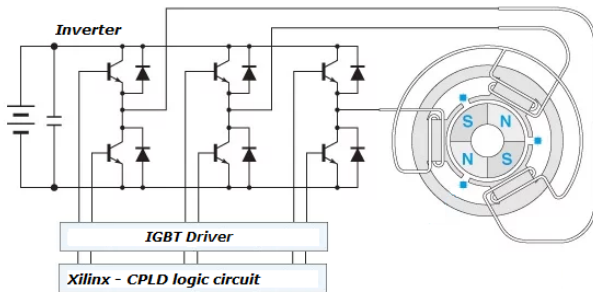 Inverter
S N
N S
IGBT Driver
Xilinx - CPLD logic circuit